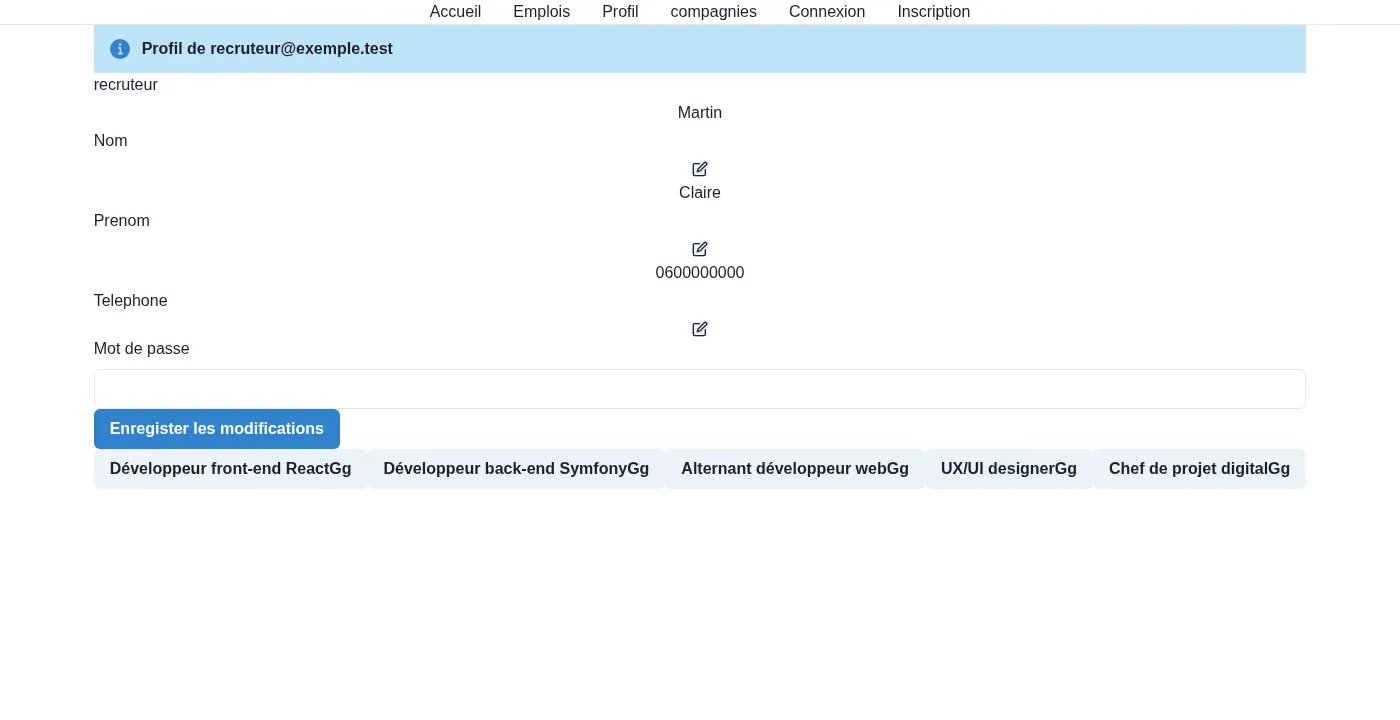 Accueil Emplois Profil compagnies Connexion Inscription
Profil de recruteur@exemple.test
recruteur
Martin
Nom
Claire
Prenom
0600000000
Telephone
Mot de passe
Enregister les modifications
Développeur front-end ReactGg Développeur back-end SymfonyGg Alternant développeur webGg UX/UI designerGg Chef de projet digitalGg